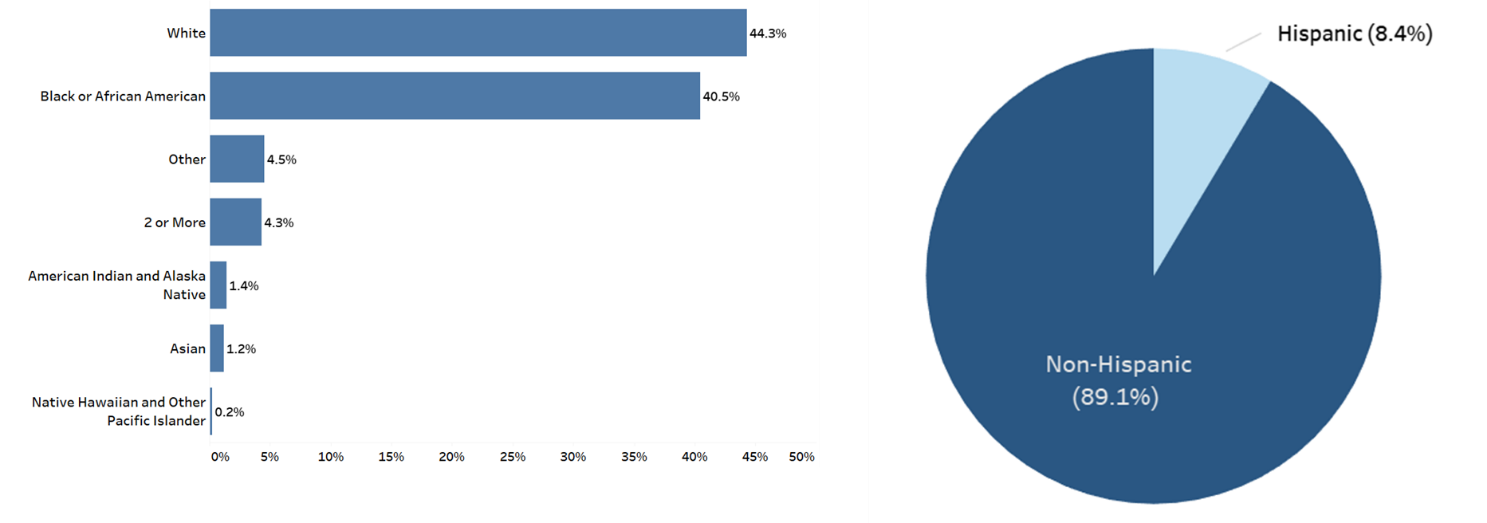 White
44.3%
Black or African American
40.5%
Other
4.5%
2 or More
4.3%
American Indian and Alaska
Native
1.4%
Asian
1.2%
Native Hawaiian and Other
Pacific Islander
0.2%
0% 5% 10% 15% 20% 25% 30% 35% 40% 45% 50%
Hispanic (8.4%)
Non-Hispanic
(89.1%)